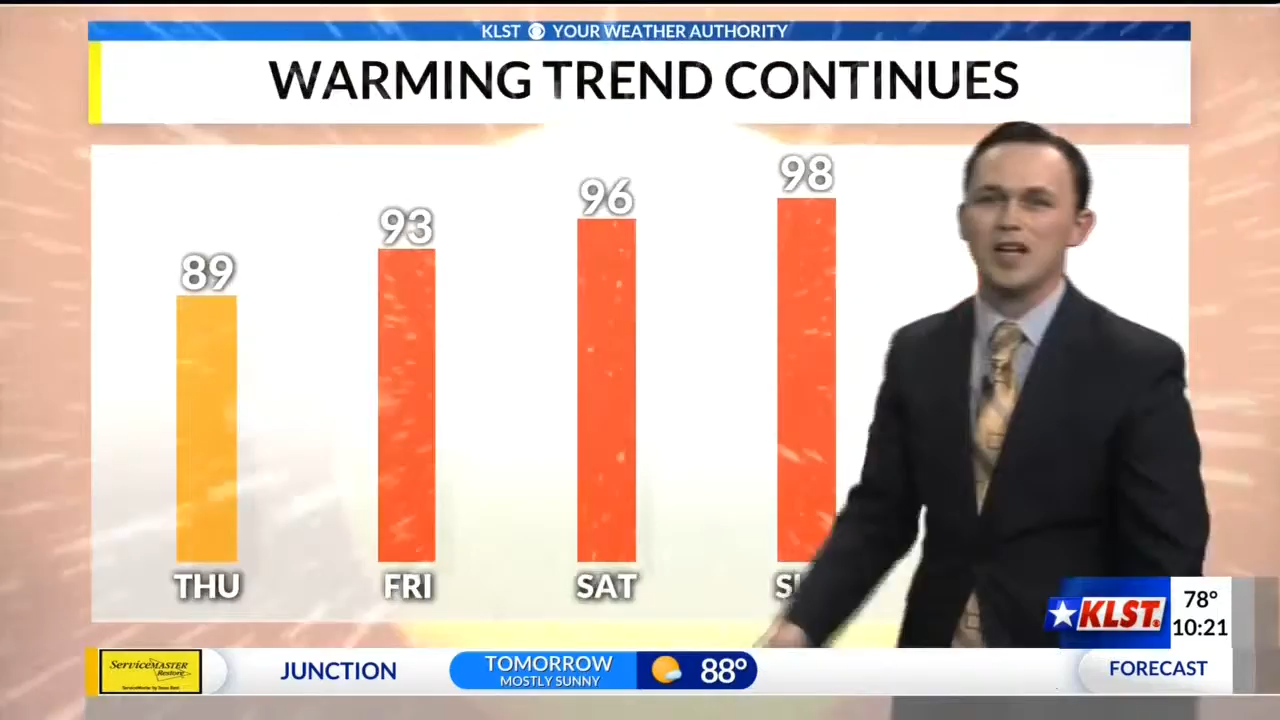 KLST YOUR WEATHER AUTHORITY
WARMING TREND CONTINUES
89
93
96
98
THU
FRI
SAT
KLST
78°
10:21
ServiceMaster
Restore
JUNCTION
TOMORROW
MOSTLY SUNNY
88°
FORECAST